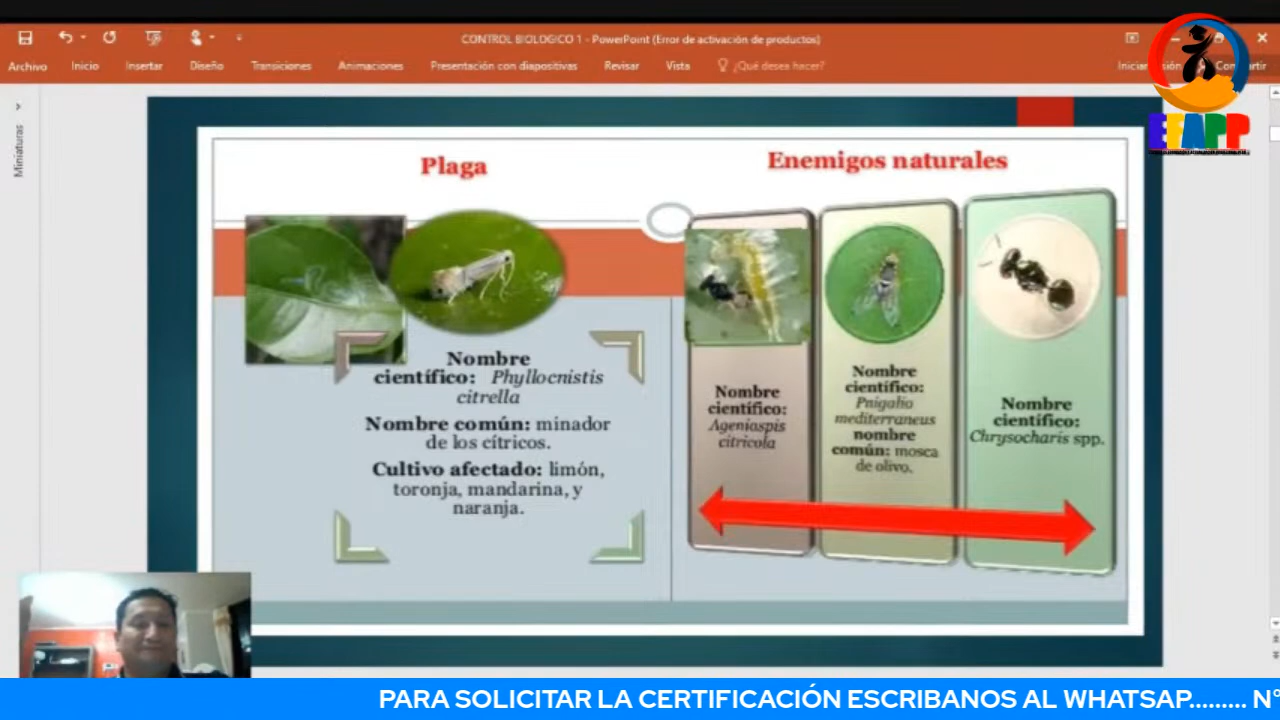 CONTROL BIOLOGICO 1 - PowerPoint (Error de activación de productos)
Archivo Inicio Insertar Diseño Transiciones Animaciones Presentación con diapositivas Revisar Vista ¿Qué desea hacer?
EFAPP
Miniaturas
Plaga
Enemigos naturales
Nombre
científico: Phyllocnistis
citrella
Nombre común: minador
de los cítricos.
Cultivo afectado: limón,
toronja, mandarina, y
naranja.
Nombre
científico:
Ageniaspis
citricola
Nombre
científico:
Pnigalio
mediterraneus
nombre
común: mosca
de olivo.
Nombre
científico:
Chrysocharis spp.
PARA SOLICITAR LA CERTIFICACIÓN ESCRIBANOS AL WHATSAP......... N°